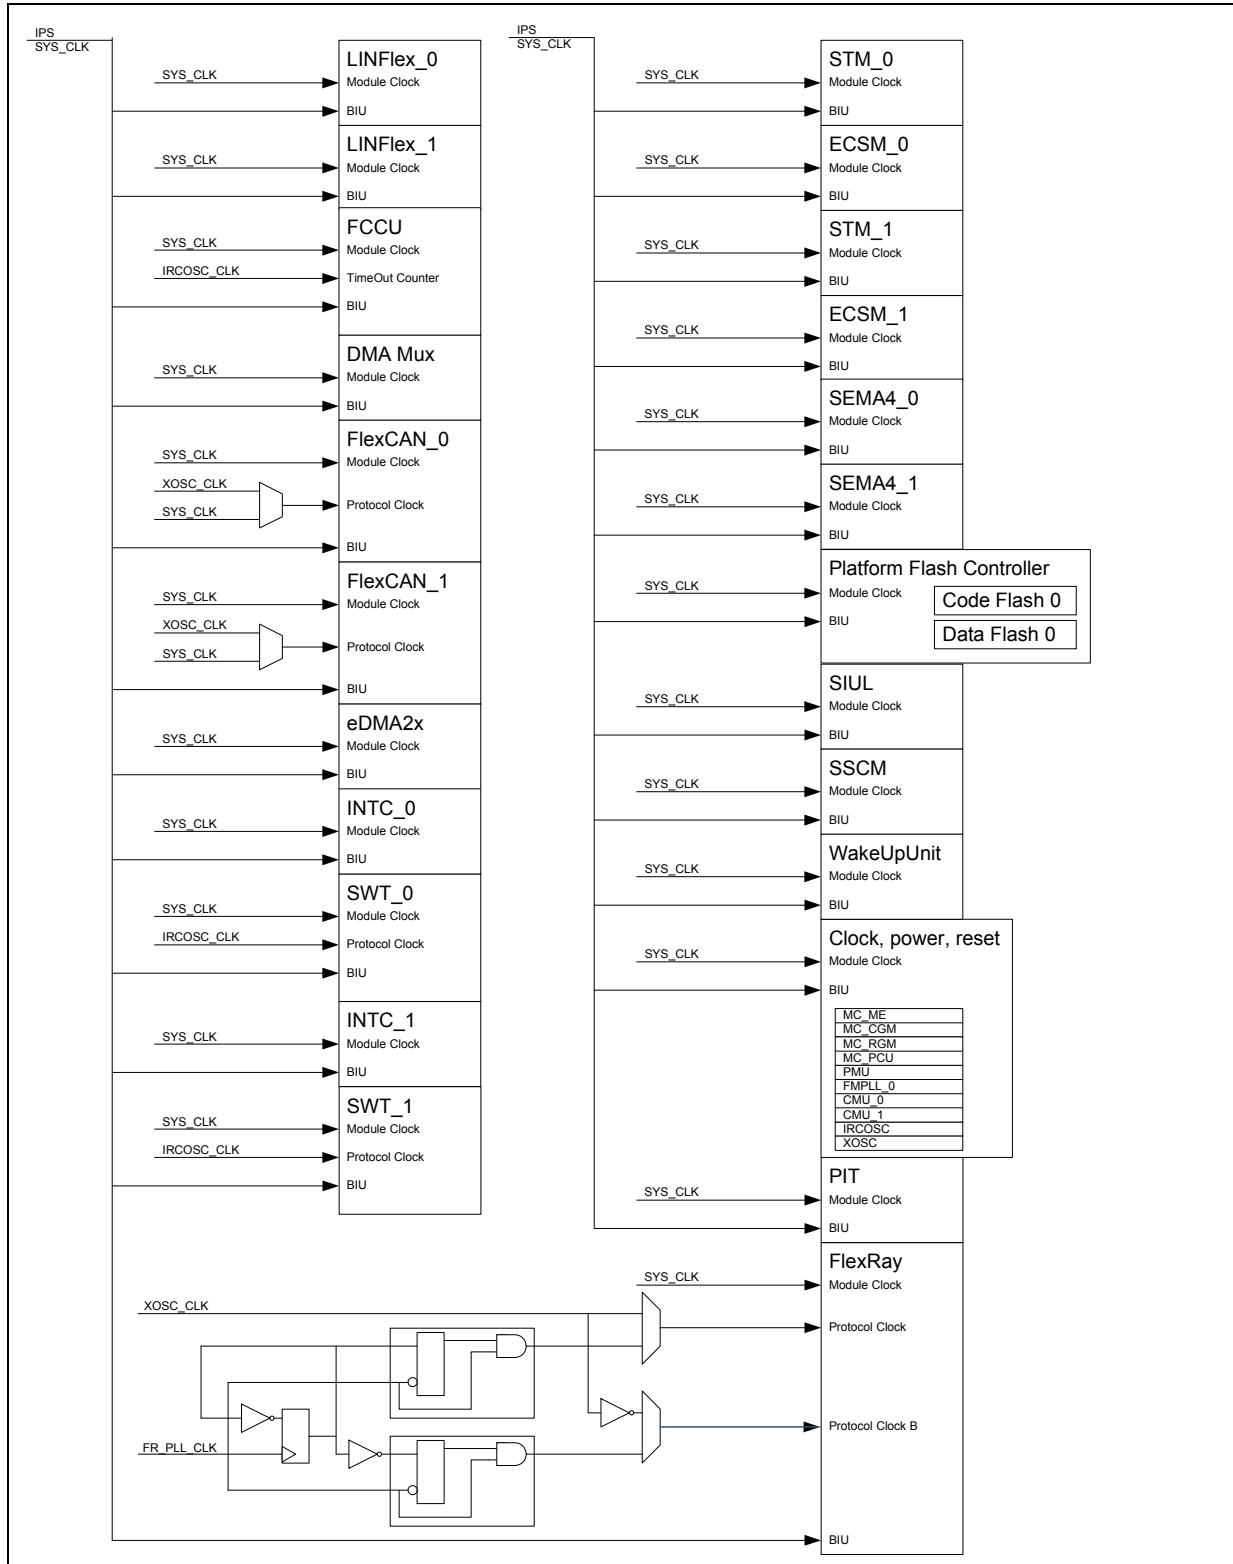 IPS
SYS_CLK
LINFlex_0
SYS_CLK
Module Clock
BIU
LINFlex_1
SYS_CLK
Module Clock
BIU
FCCU
SYS_CLK
Module Clock
IRCOSC_CLK
TimeOut Counter
BIU
DMA Mux
SYS_CLK
Module Clock
BIU
FlexCAN_0
SYS_CLK
Module Clock
XOSC_CLK
Protocol Clock
SYS_CLK
BIU
FlexCAN_1
SYS_CLK
Module Clock
XOSC_CLK
Protocol Clock
SYS_CLK
BIU
eDMA2x
SYS_CLK
Module Clock
BIU
INTC_0
SYS_CLK
Module Clock
BIU
SWT_0
SYS_CLK
Module Clock
IRCOSC_CLK
Protocol Clock
BIU
INTC_1
SYS_CLK
Module Clock
BIU
SWT_1
SYS_CLK
Module Clock
IRCOSC_CLK
Protocol Clock
BIU
IPS
SYS_CLK
STM_0
SYS_CLK
Module Clock
BIU
ECSM_0
SYS_CLK
Module Clock
BIU
STM_1
SYS_CLK
Module Clock
BIU
ECSM_1
SYS_CLK
Module Clock
BIU
SEMA4_0
SYS_CLK
Module Clock
BIU
SEMA4_1
SYS_CLK
Module Clock
BIU
Platform Flash Controller
SYS_CLK
Module Clock
Code Flash 0
BIU
Data Flash 0
SIUL
SYS_CLK
Module Clock
BIU
SSCM
SYS_CLK
Module Clock
BIU
WakeUpUnit
SYS_CLK
Module Clock
BIU
Clock, power, reset
SYS_CLK
Module Clock
BIU
MC_ME
MC_CGM
MC_RGM
MC_PCU
PMU
FMPLL_0
CMU_0
CMU_1
IRCOSC
XOSC
PIT
SYS_CLK
Module Clock
BIU
FlexRay
SYS_CLK
Module Clock
XOSC_CLK
Protocol Clock
Protocol Clock B
FR_PLL_CLK
BIU